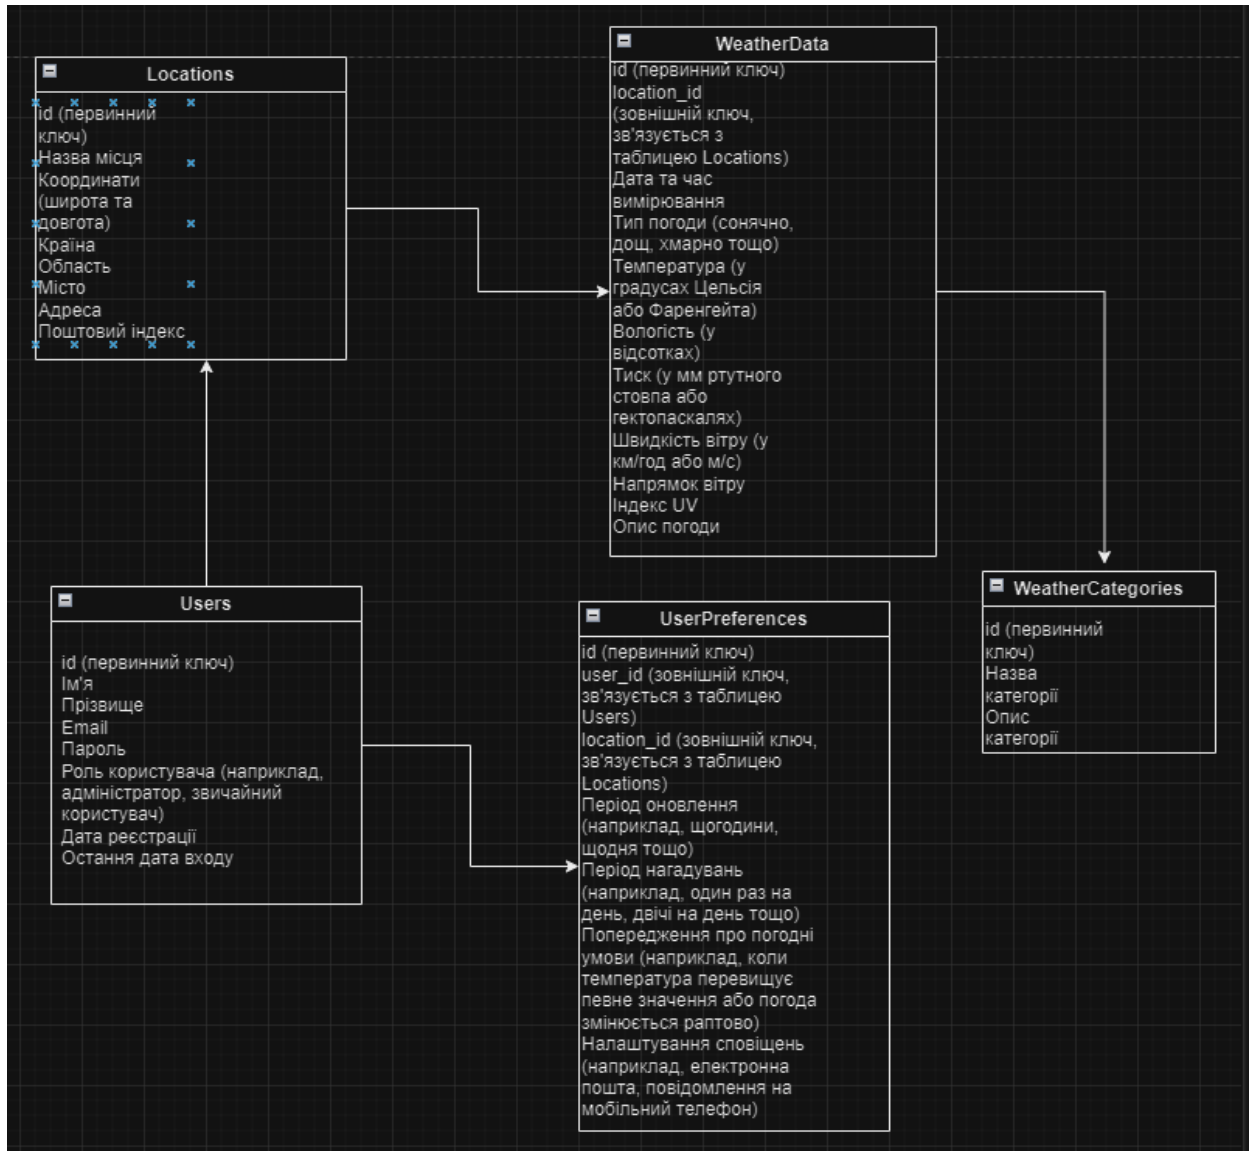 Locations
id (первинний
ключ)
Назва місця
Координати
(широта та
довгота)
Країна
Область
Місто
Адреса
Поштовий індекс
WeatherData
id (первинний ключ)
location_id
(зовнішній ключ,
зв'язується з
таблицею Locations)
Дата та час
вимірювання
Тип погоди (сонячно,
дощ, хмарно тощо)
Температура (у
градусах Цельсія
або Фаренгейта)
Вологість (у
відсотках)
Тиск (у мм ртутного
стовпа або
гектопаскалях)
Швидкість вітру (у
км/год або м/с)
Напрямок вітру
Індекс UV
Опис погоди
Users
id (первинний ключ)
Ім'я
Прізвище
Email
Пароль
Роль користувача (наприклад,
адміністратор, звичайний
користувач)
Дата реєстрації
Остання дата входу
UserPreferences
id (первинний ключ)
user_id (зовнішній ключ,
зв'язується з таблицею
Users)
location_id (зовнішній ключ,
зв'язується з таблицею
Locations)
Період оновлення
(наприклад, щогодини,
щодня тощо)
Період нагадувань
(наприклад, один раз на
день, двічі на день тощо)
Попередження про погодні
умови (наприклад, коли
температура перевищує
певне значення або погода
змінюється раптово)
Налаштування сповіщень
(наприклад, електронна
пошта, повідомлення на
мобільний телефон)
WeatherCategories
id (первинний
ключ)
Назва
категорії
Опис
категорії